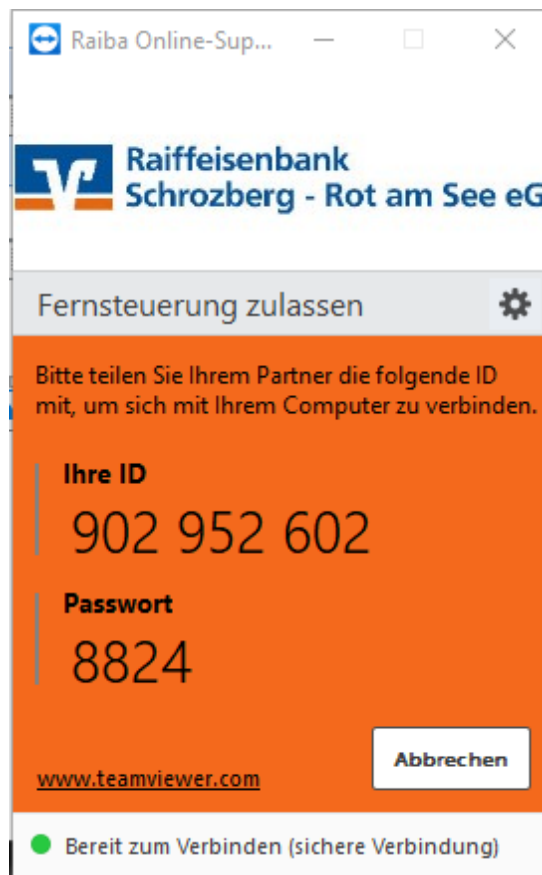 Raiba Online-Sup...
Raiffeisenbank
Schrozberg - Rot am See eG
Fernsteuerung zulassen
Bitte teilen Sie Ihrem Partner die folgende ID
mit, um sich mit Ihrem Computer zu verbinden.
Ihre ID
902 952 602
Passwort
8824
Abbrechen
www.teamviewer.com
Bereit zum Verbinden (sichere Verbindung)